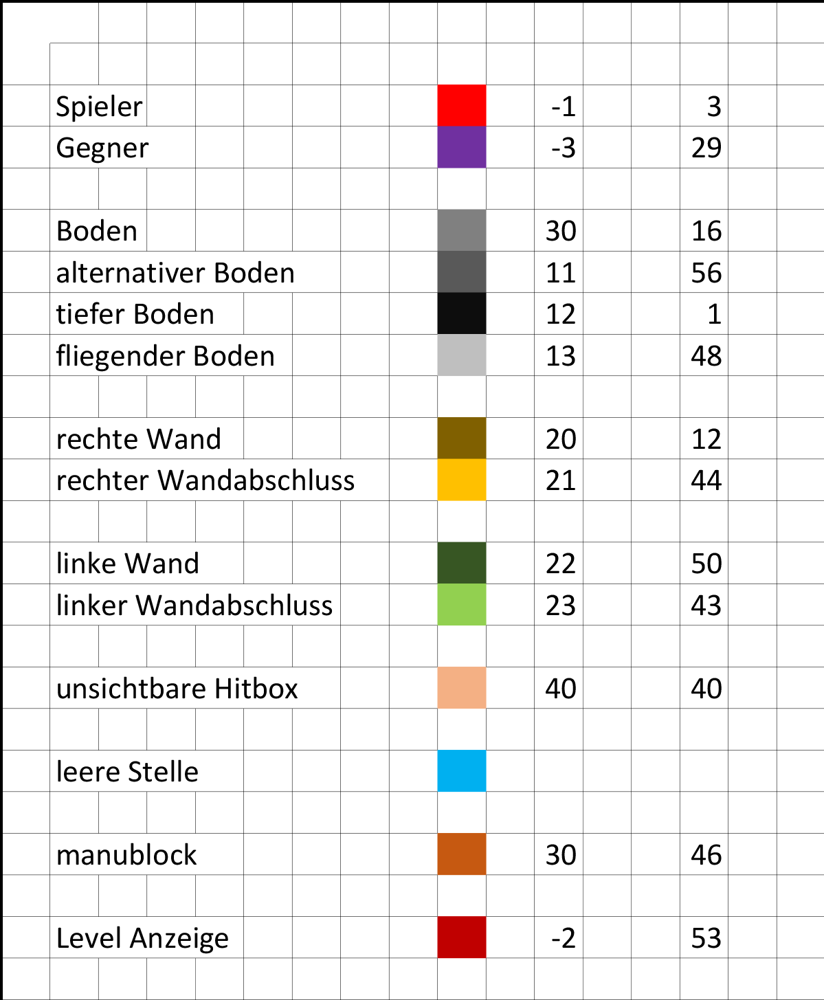 Spieler -1 3
Gegner -3 29
Boden 30 16
alternativer Boden 11 56
tiefer Boden 12 1
fliegender Boden 13 48
rechte Wand 20 12
rechter Wandabschluss 21 44
linke Wand 22 50
linker Wandabschluss 23 43
unsichtbare Hitbox 40 40
leere Stelle
manublock 30 46
Level Anzeige -2 53